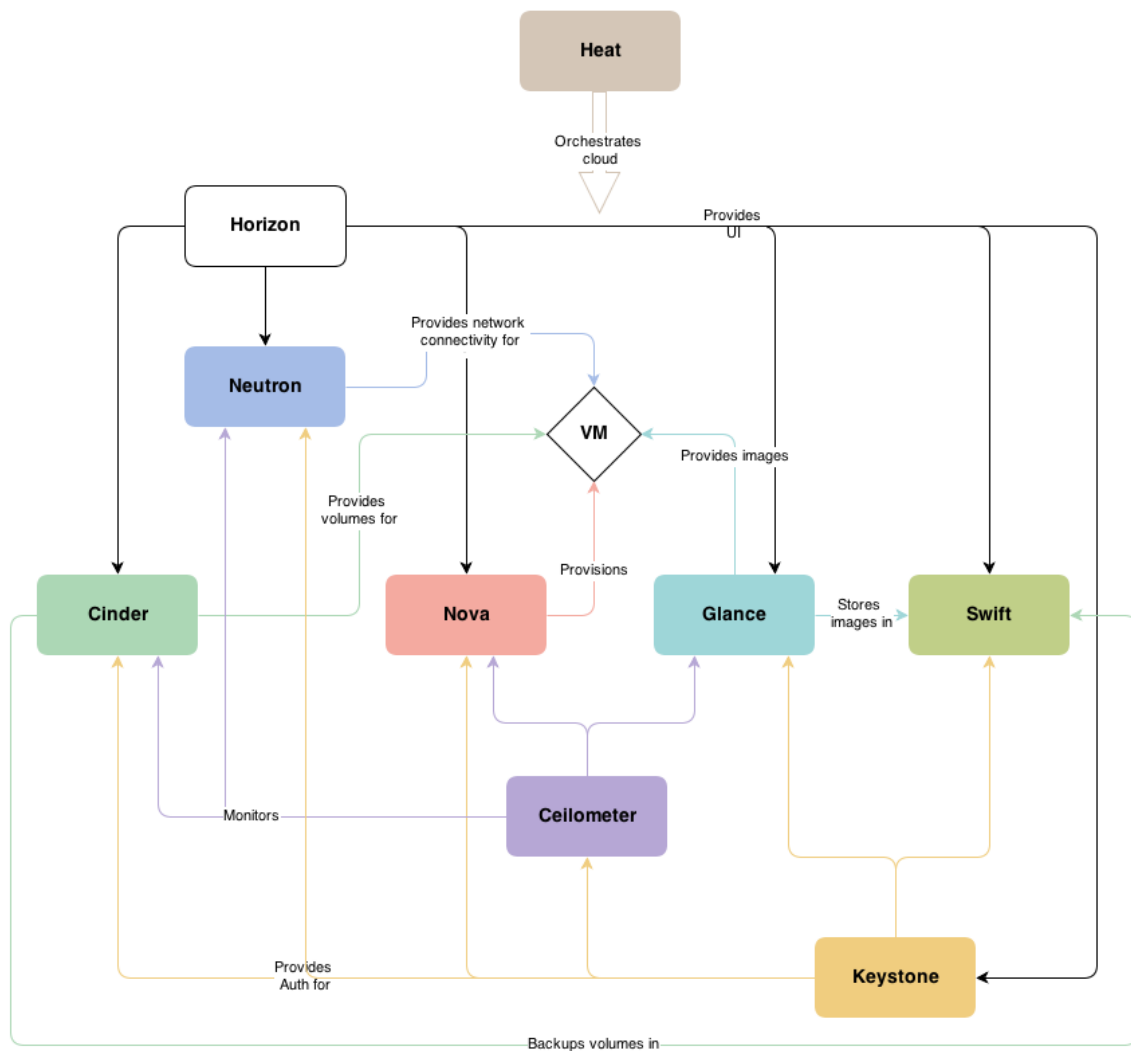 Heat
Orchestrates
cloud
Horizon
Provides
UI
Provides network
connectivity for
Neutron
VM
Provides images
Provides
volumes for
Provisions
Cinder
Nova
Glance
Stores
images in
Swift
Ceilometer
Monitors
Provides
Auth for
Keystone
Backups volumes in